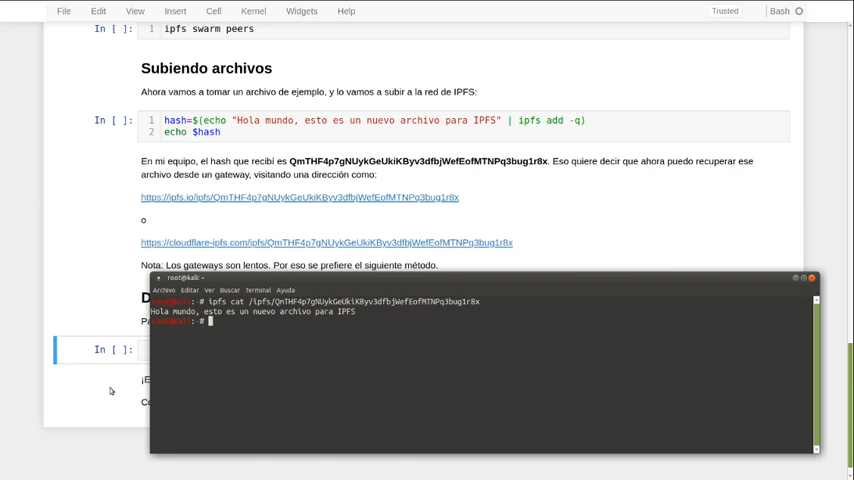 File Edit View Insert Cell Kernel Widgets Help Trusted Bash
In [ ]: 1 ipfs swarm peers
Subiendo archivos
Ahora vamos a tomar un archivo de ejemplo, y lo vamos a subir a la red de IPFS:
In [ ]: 1 hash=$(echo "Hola mundo, esto es un nuevo archivo para IPFS" | ipfs add -q)
2 echo $hash
En mi equipo, el hash que recibí es QmTHF4p7gNUykGeUkiKByv3dfbjWefEofMTNPq3bug1r8x. Eso quiere decir que ahora puedo recuperar ese
archivo desde un gateway, visitando una dirección como:
https://ipfs.io/ipfs/QmTHF4p7gNUykGeUkiKByv3dfbjWefEofMTNPq3bug1r8x
o
https://cloudflare-ipfs.com/ipfs/QmTHF4p7gNUykGeUkiKByv3dfbjWefEofMTNPq3bug1r8x
Nota: Los gateways son lentos. Por eso se prefiere el siguiente método.
root@kali: ~
Archivo Editar Ver Buscar Terminal Ayuda
root@kali:~# ipfs cat /ipfs/QmTHF4p7gNUykGeUkiKByv3dfbjWefEofMTNPq3bug1r8x
Hola mundo, esto es un nuevo archivo para IPFS
root@kali:~#
In [ ]: